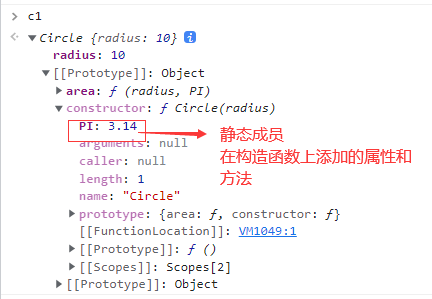 > c1
<· ▼ Circle {radius: 10} i
radius: 10
▼ [[Prototype]]: Object
▶ area: ƒ (radius, PI)
▼ constructor: ƒ Circle(radius)
PI: 3.14
静态成员
arguments: null
在构造函数上添加的属性和
caller: null
方法
length: 1
name: "Circle"
▶ prototype: {area: ƒ, constructor: ƒ}
[[FunctionLocation]]: VM1049:1
▶ [[Prototype]]: ƒ ()
▶ [[Scopes]]: Scopes[2]
▶ [[Prototype]]: Object